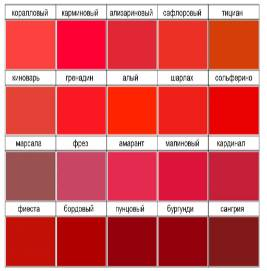 коралловый карминовый ализариновый сафлоровый тициан
киноварь гренадин алый шарлах сольферино
марсала фрез амарант малиновый кардинал
фиеста бордовый пунцовый бургунди сангрия